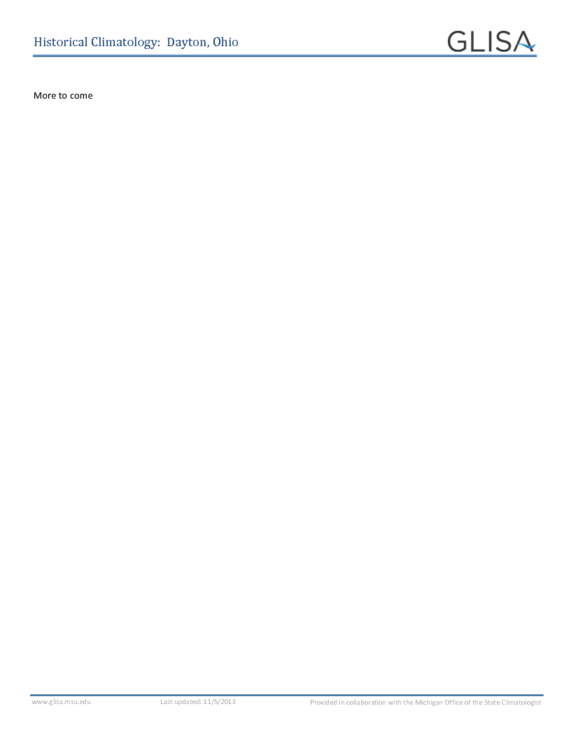 Historical Climatology: Dayton, Ohio
GLISA
More to come
www.glisa.msu.edu
Last updated: 11/5/2013
Provided in collaboration with the Michigan Office of the State Climatologist